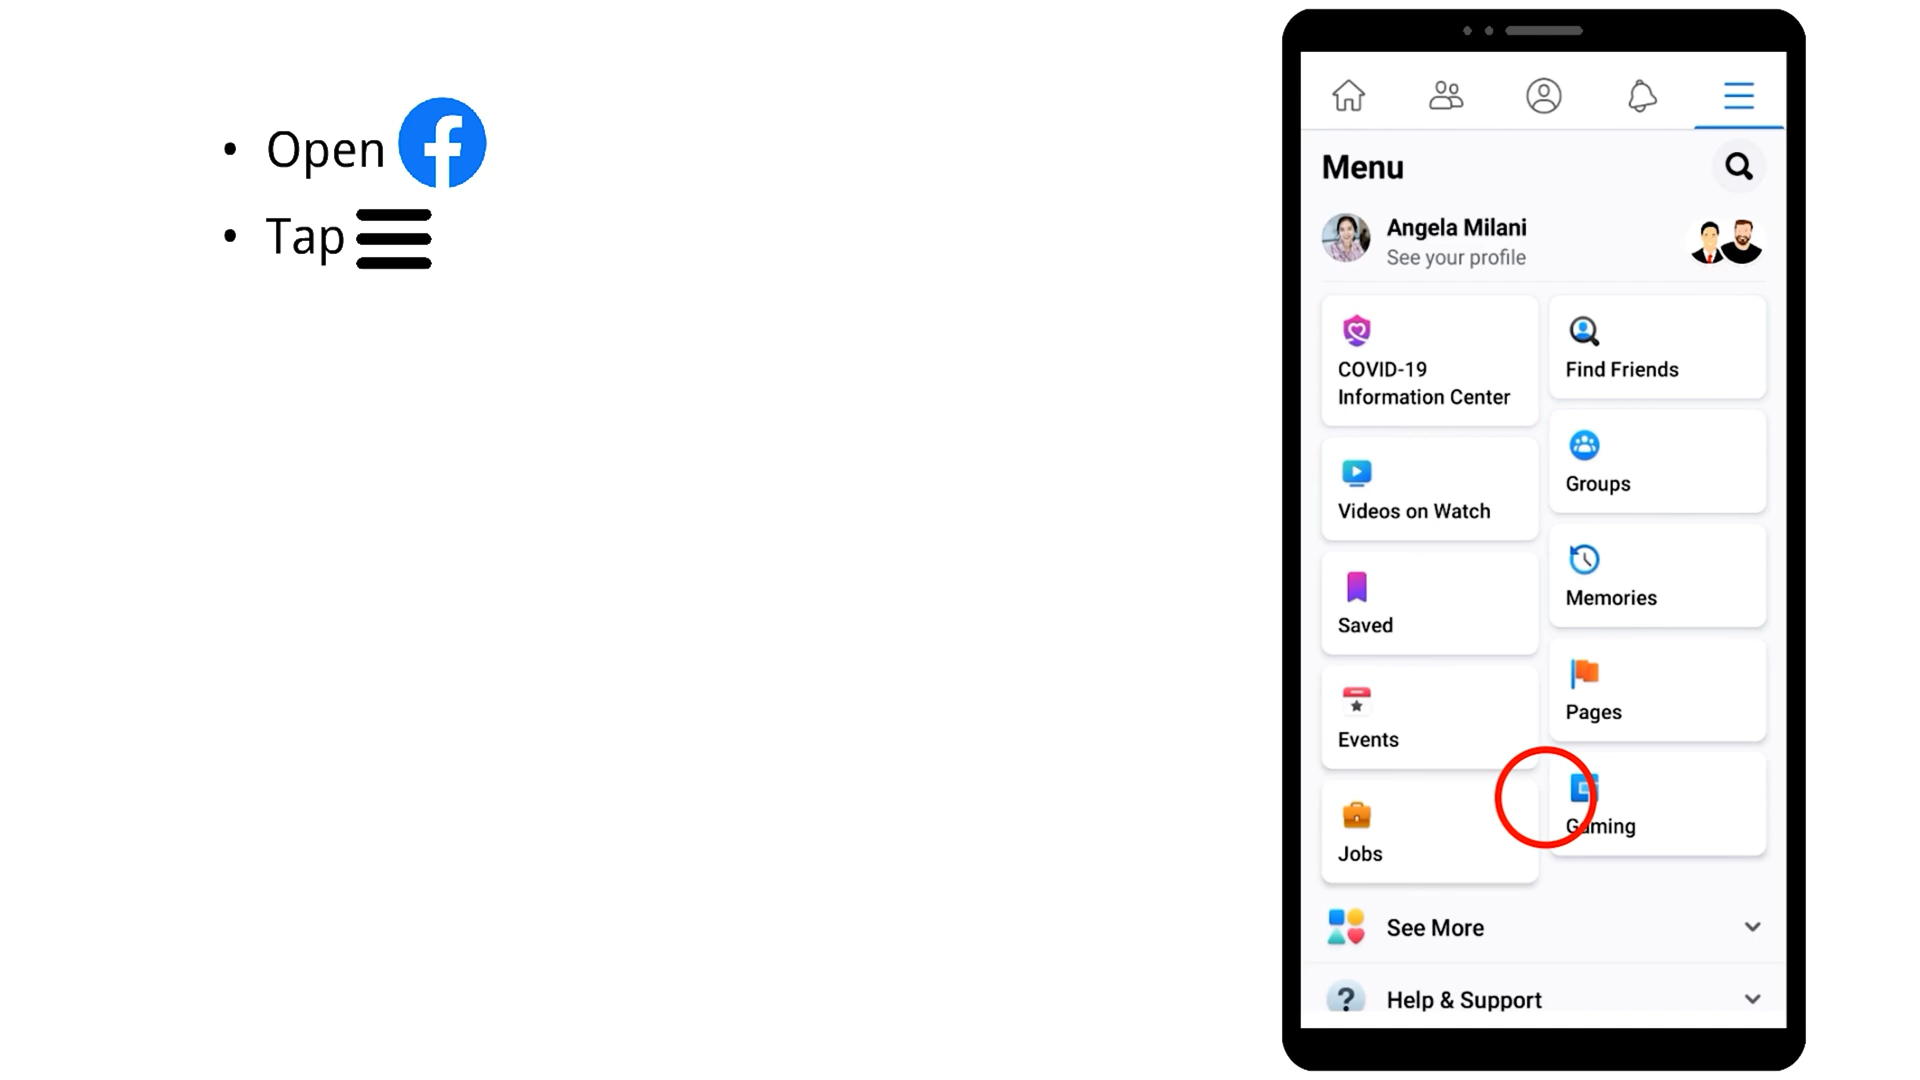 • Open
• Tap
Menu
Angela Milani
See your profile
COVID-19
Information Center
Find Friends
Groups
Videos on Watch
Memories
Saved
Pages
Events
Gaming
Jobs
See More
Help & Support